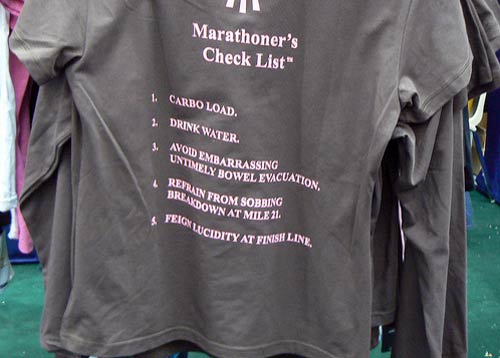 Marathoner's
Check List™
1. CARBO LOAD.
2. DRINK WATER.
3. AVOID EMBARRASSING
UNTIMELY BOWEL EVACUATION.
4. REFRAIN FROM SOBBING
BREAKDOWN AT MILE 21.
5. FEIGN LUCIDITY AT FINISH LINE.